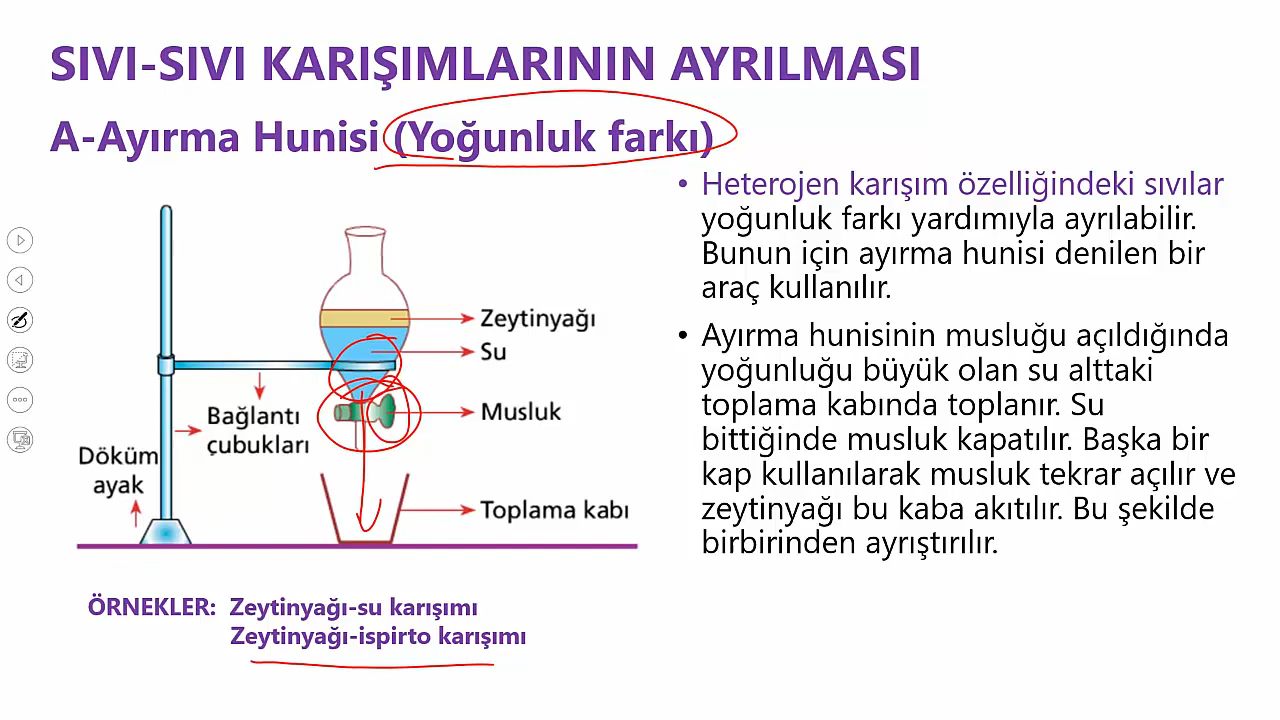 SIVI-SIVI KARIŞIMLARININ AYRILMASI
A-Ayırma Hunisi (Yoğunluk farkı)
• Heterojen karışım özelliğindeki sıvılar
yoğunluk farkı yardımıyla ayrılabilir.
Bunun için ayırma hunisi denilen bir
araç kullanılır.
• Ayırma hunisinin musluğu açıldığında
yoğunluğu büyük olan su alttaki
toplama kabında toplanır. Su
bittiğinde musluk kapatılır. Başka bir
kap kullanılarak musluk tekrar açılır ve
zeytinyağı bu kaba akıtılır. Bu şekilde
birbirinden ayrıştırılır.
Zeytinyağı
Su
Musluk
Bağlantı
çubukları
Döküm
ayak
Toplama kabı
ÖRNEKLER: Zeytinyağı-su karışımı
Zeytinyağı-ispirto karışımı